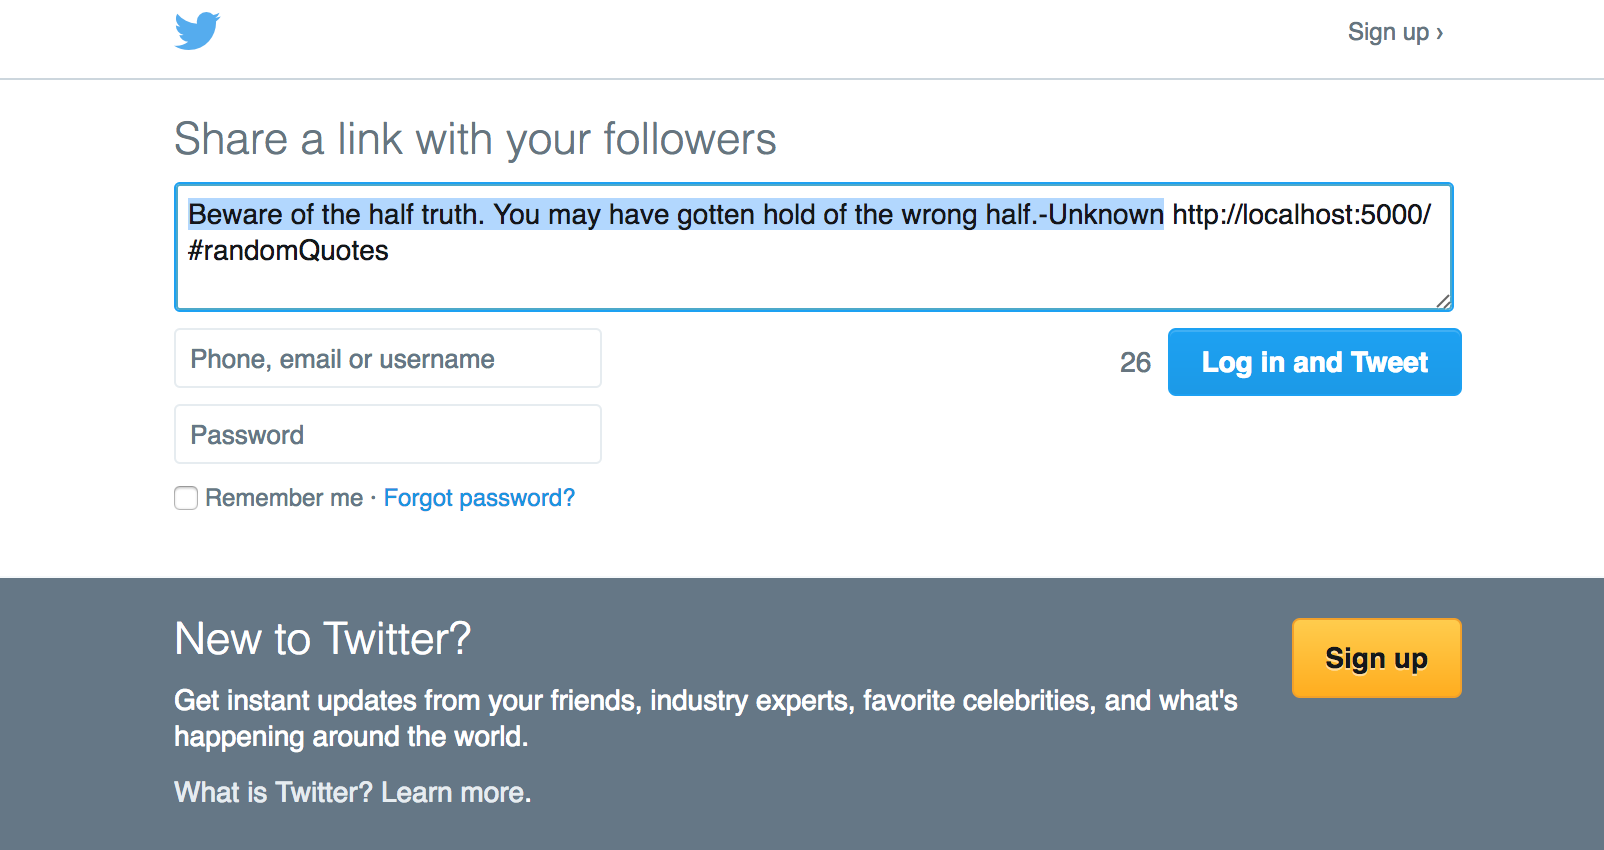 Sign up ›
Share a link with your followers
Beware of the half truth. You may have gotten hold of the wrong half.-Unknown http://localhost:5000/
#randomQuotes
Phone, email or username
26
Log in and Tweet
Password
Remember me · Forgot password?
New to Twitter?
Sign up
Get instant updates from your friends, industry experts, favorite celebrities, and what's
happening around the world.
What is Twitter? Learn more.